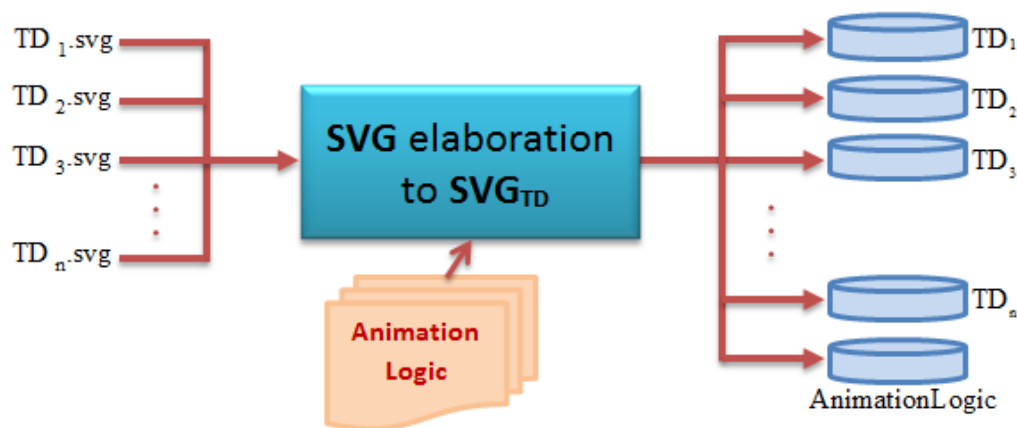 TD 1.svg
TD 2.svg
TD 3.svg
TD n.svg
SVG elaboration
to SVGTD
Animation
Logic
TD1
TD2
TD3
TDn
AnimationLogic